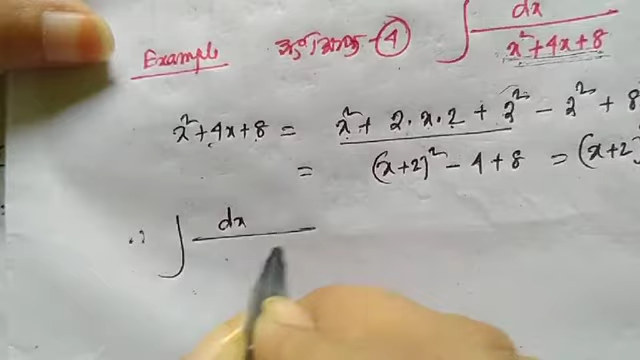 Example -④ ∫ dx / x²+4x+8
x²+4x+8 = x² + 2·x·2 + 2² − 2² + 8
= (x+2)² − 4 + 8 = (x+2)
∴ ∫ dx